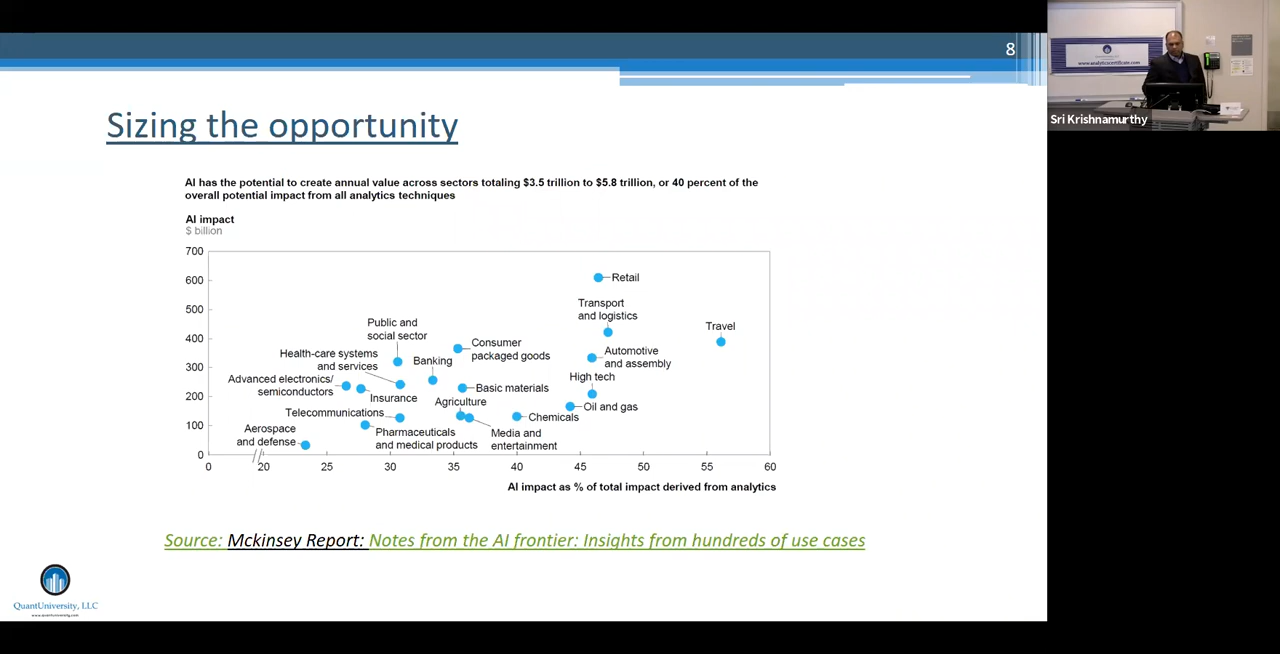 8
Sizing the opportunity
AI has the potential to create annual value across sectors totaling $3.5 trillion to $5.8 trillion, or 40 percent of the
overall potential impact from all analytics techniques
AI impact
$ billion
700
600
500
400
300
200
100
0
Retail
Transport
and logistics
Travel
Public and
social sector
Consumer
packaged goods
Automotive
and assembly
Health-care systems
and services
Banking
High tech
Advanced electronics/
semiconductors
Insurance
Basic materials
Agriculture
Oil and gas
Telecommunications
Chemicals
Aerospace
and defense
Pharmaceuticals
and medical products
Media and
entertainment
0 20 25 30 35 40 45 50 55 60
AI impact as % of total impact derived from analytics
Source: Mckinsey Report: Notes from the AI frontier: Insights from hundreds of use cases
QuantUniversity, LLC
www.analyticscertificate.com
Sri Krishnamurthy